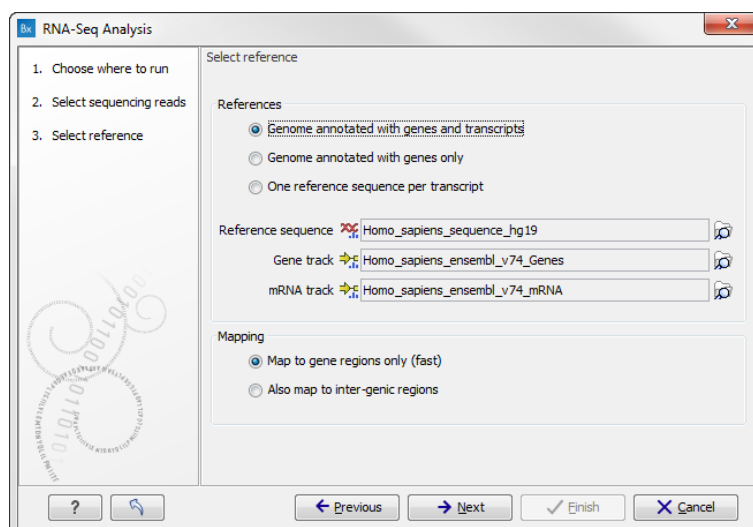 Bx RNA-Seq Analysis
X
1. Choose where to run
2. Select sequencing reads
3. Select reference
Select reference
References
Genome annotated with genes and transcripts
Genome annotated with genes only
One reference sequence per transcript
Reference sequence Homo_sapiens_sequence_hg19
Gene track Homo_sapiens_ensembl_v74_Genes
mRNA track Homo_sapiens_ensembl_v74_mRNA
Mapping
Map to gene regions only (fast)
Also map to inter-genic regions
? Previous Next Finish Cancel